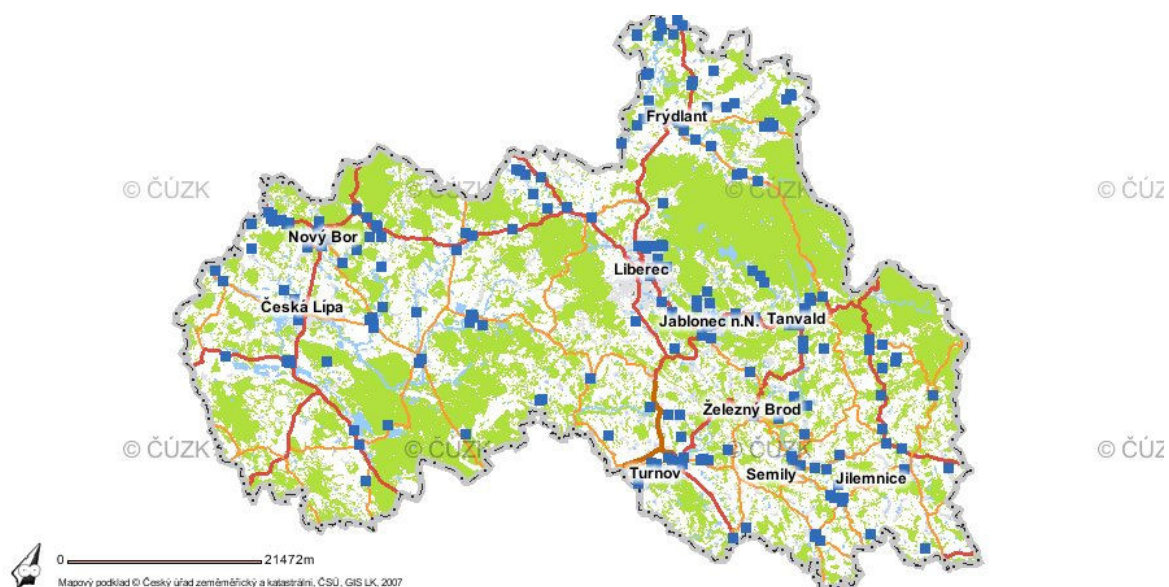 Frýdlant
© ČÚZK © ČÚZK © ČÚZK © ČÚZK
Nový Bor
Liberec
Česká Lípa
Jablonec n.N. Tanvald
Železný Brod
© ČÚZK © ČÚZK © ČÚZK © ČÚZK
Turnov Semily Jilemnice
0 21472m
Mapový podklad © Český úřad zeměměřický a katastrální, ČSÚ, GIS LK, 2007